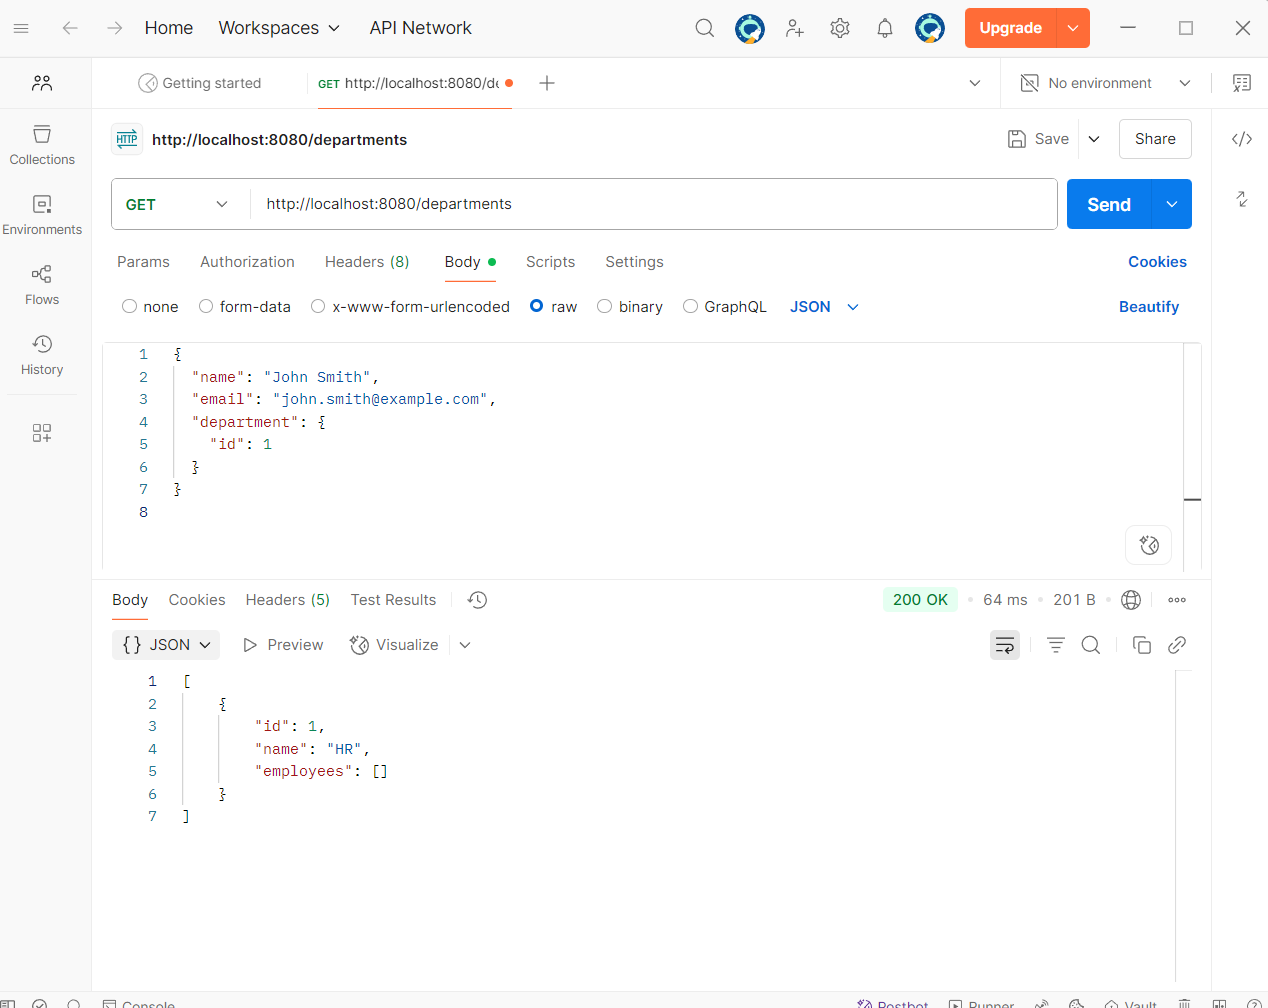 Home Workspaces API Network Upgrade
Getting started GET http://localhost:8080/de No environment
HTTP http://localhost:8080/departments Save Share
Collections
Environments
Flows
History
GET http://localhost:8080/departments Send
Params Authorization Headers (8) Body Scripts Settings Cookies
none form-data x-www-form-urlencoded raw binary GraphQL JSON Beautify
1 {
2 "name": "John Smith",
3 "email": "john.smith@example.com",
4 "department": {
5 "id": 1
6 }
7 }
8
Body Cookies Headers (5) Test Results 200 OK 64 ms 201 B
{} JSON Preview Visualize
1 [
2 {
3 "id": 1,
4 "name": "HR",
5 "employees": []
6 }
7 ]
Console Postbot Runner Vault